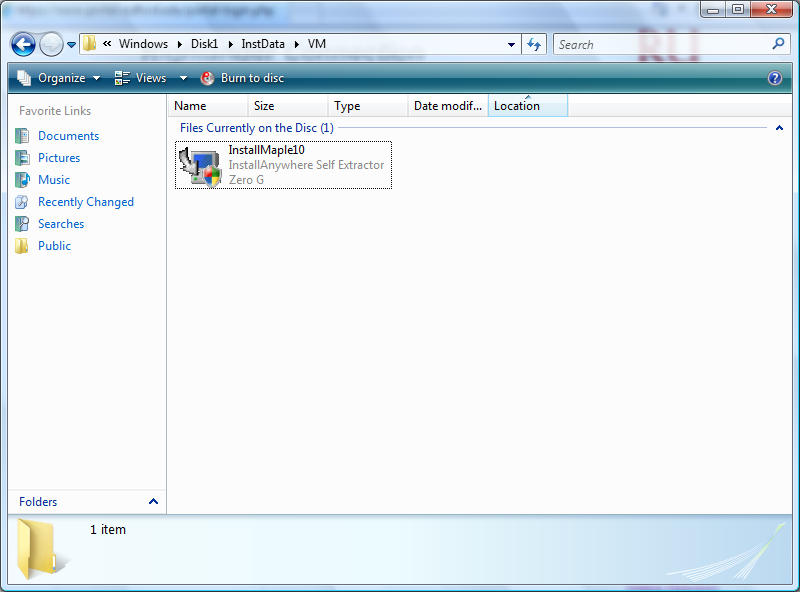 « Windows ▸ Disk1 ▸ InstData ▸ VM
Search
Organize
Views
Burn to disc
Favorite Links
Documents
Pictures
Music
Recently Changed
Searches
Public
Folders
Name
Size
Type
Date modif...
Location
Files Currently on the Disc (1)
InstallMaple10
InstallAnywhere Self Extractor
Zero G
1 item